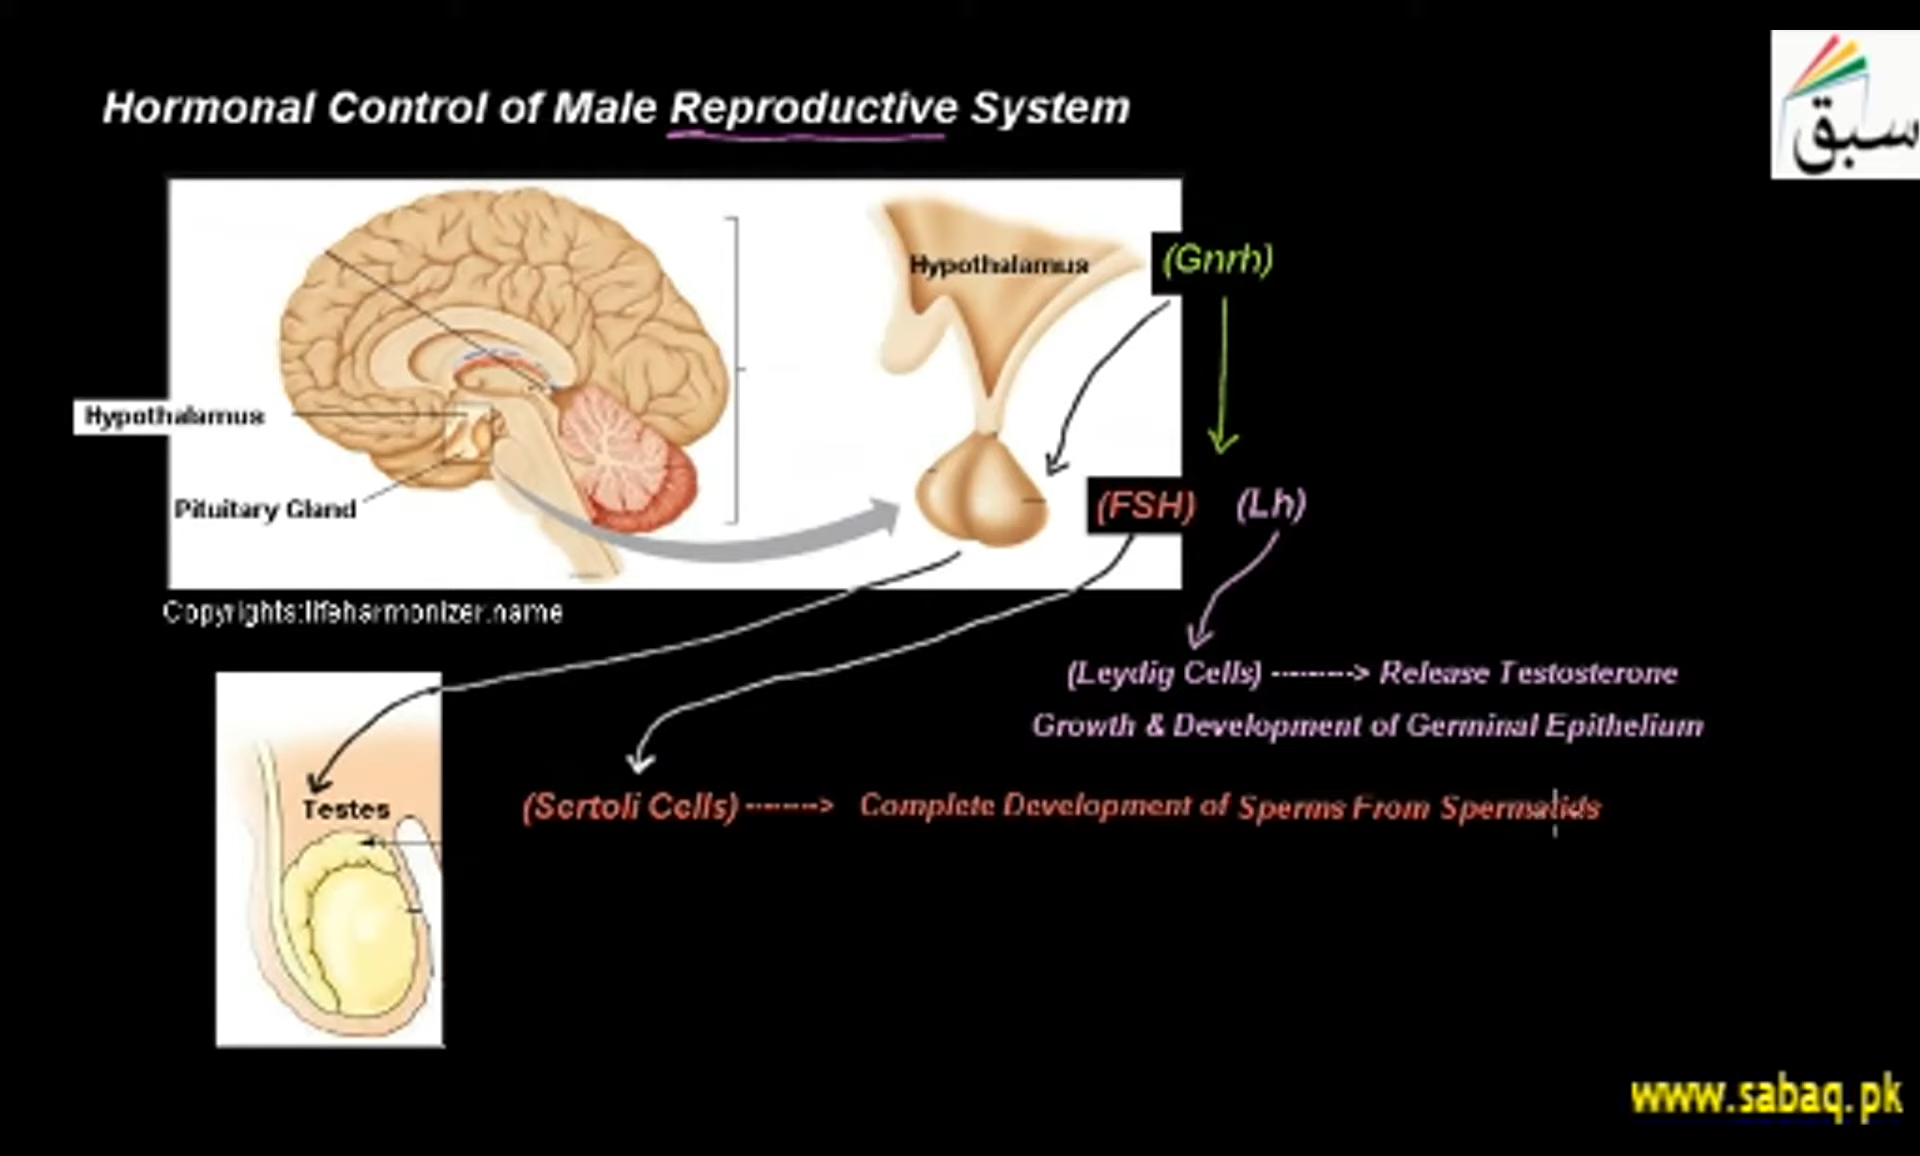 سبق
Hormonal Control of Male Reproductive System
Hypothalamus
(Gnrh)
Hypothalamus
Pituitary Gland
(FSH) (Lh)
Copyrights:lifeharmonizer.name
(Leydig Cells) ---------> Release Testosterone
Growth & Development of Germinal Epithelium
Testes
(Sertoli Cells) --------> Complete Development of Sperms From Spermatids
www.sabaq.pk